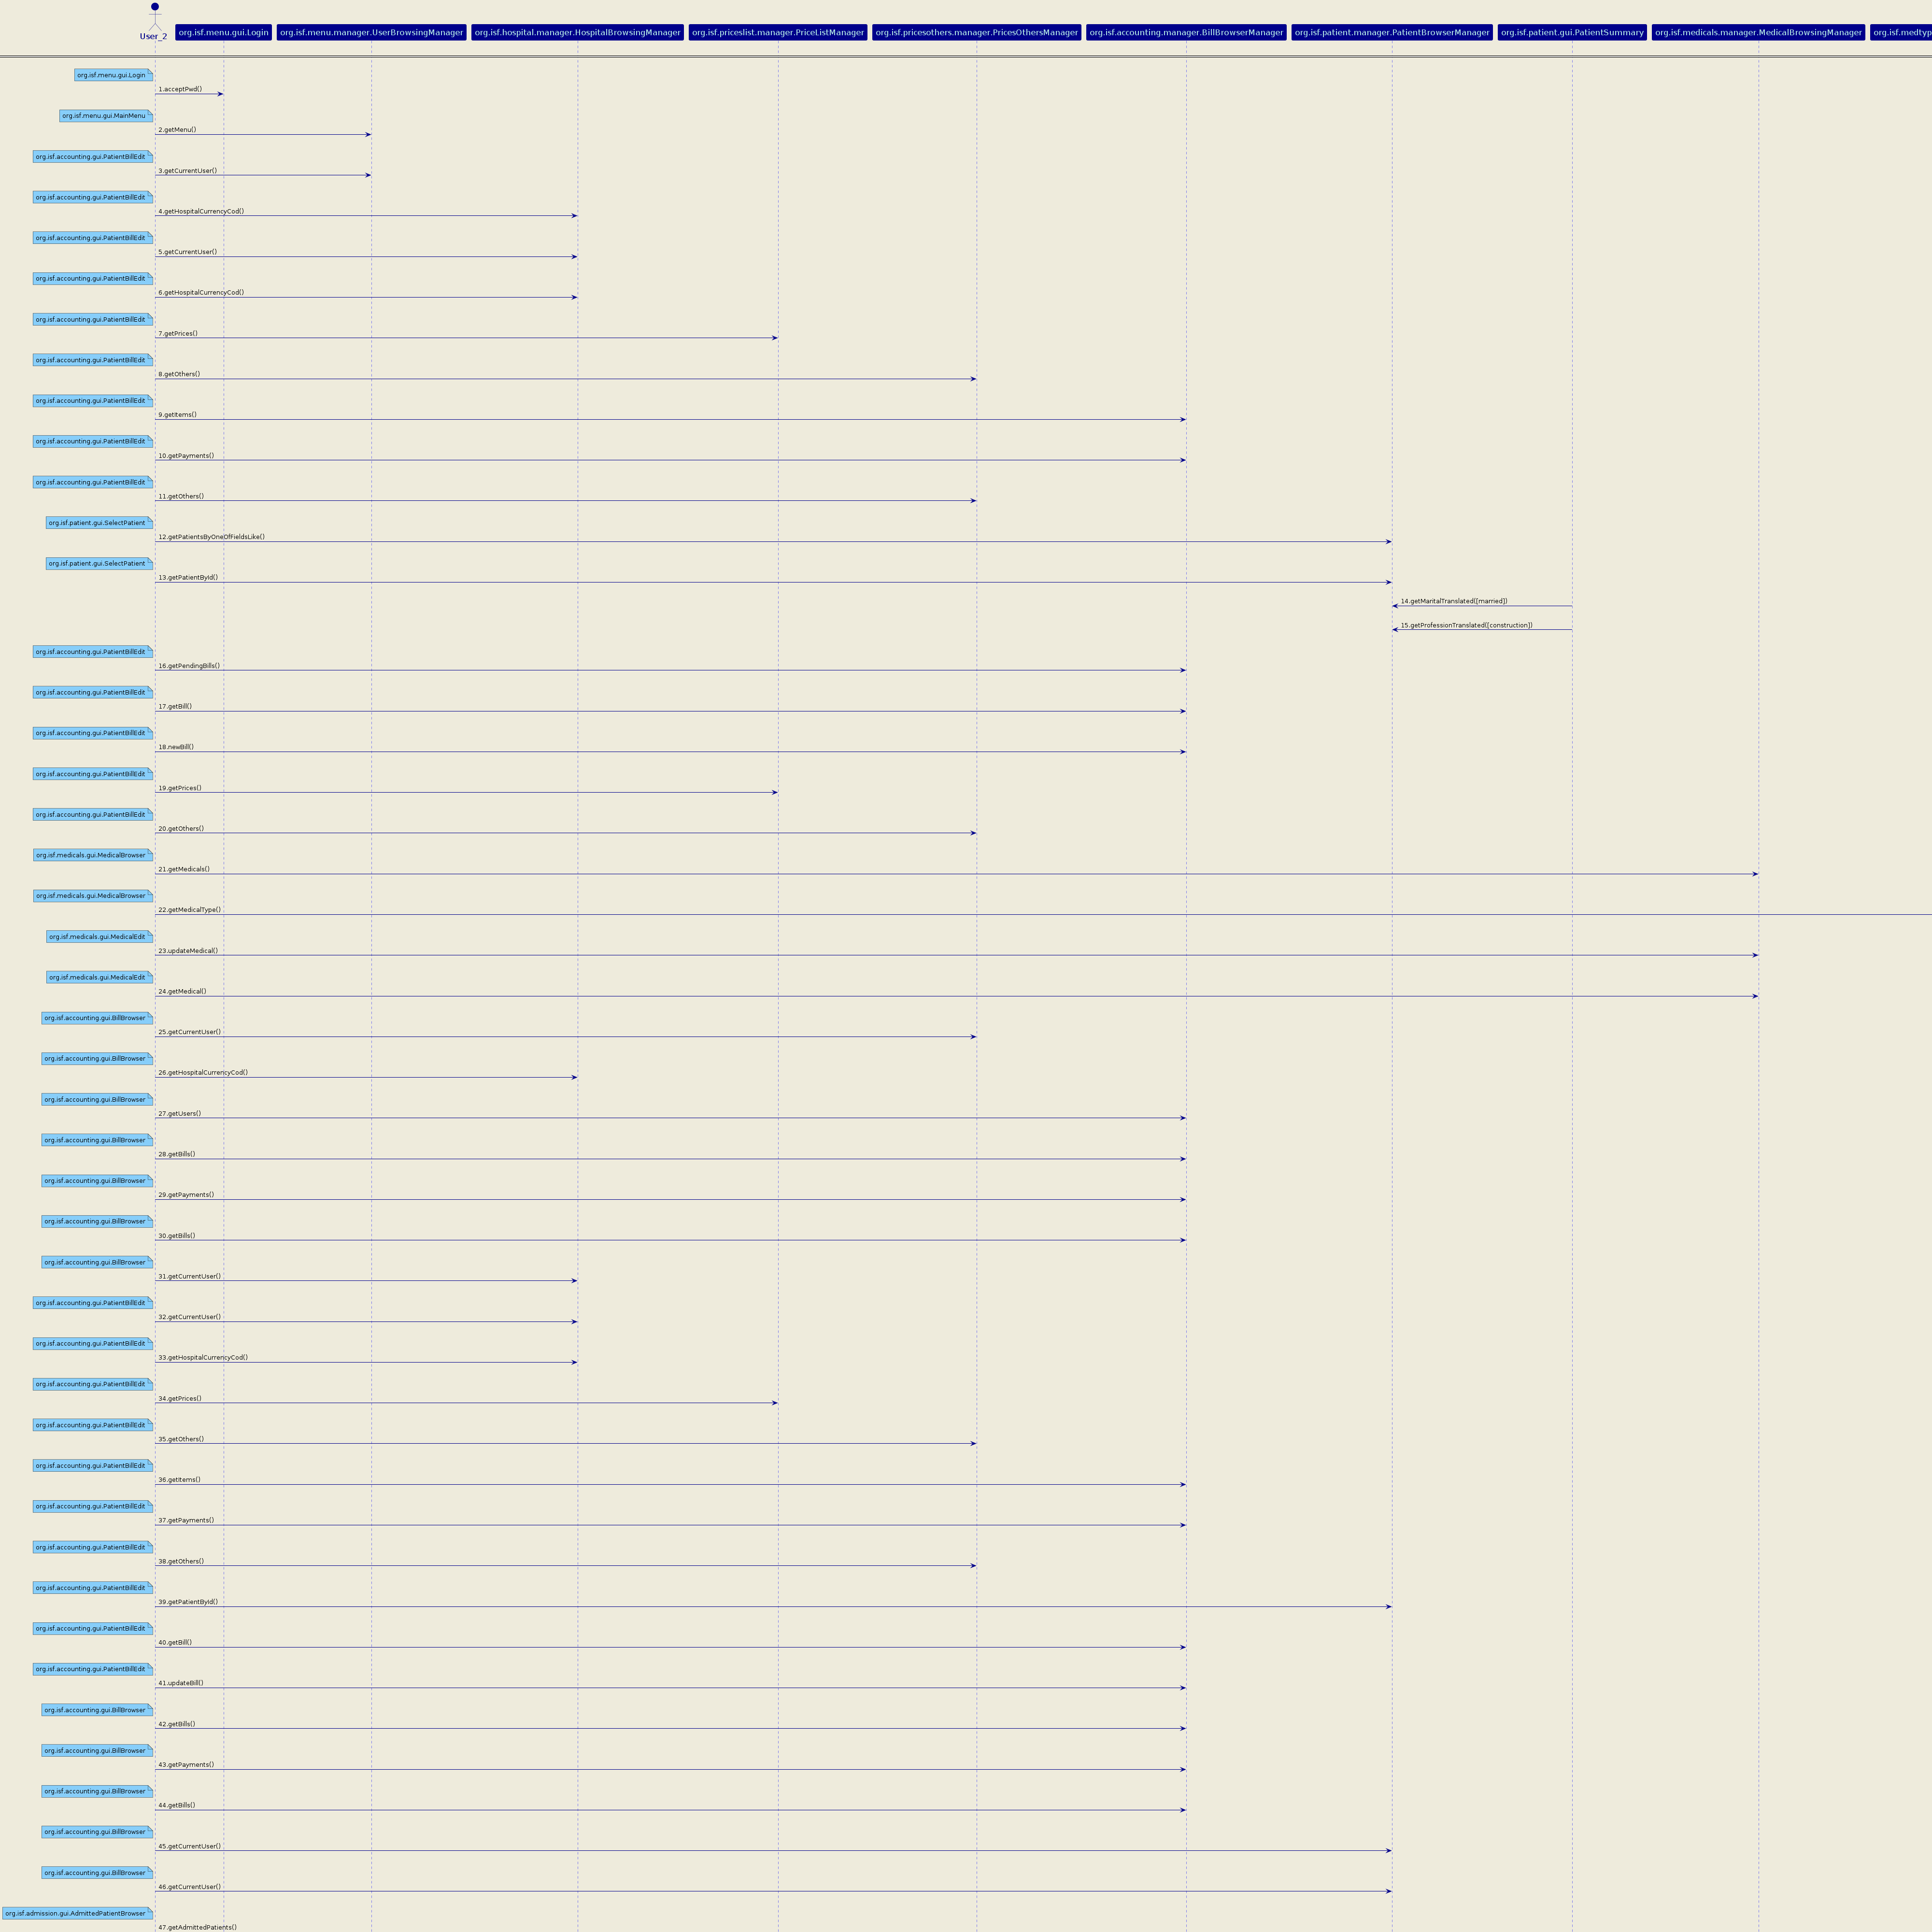 User_2
org.isf.menu.gui.Login
org.isf.menu.manager.UserBrowsingManager
org.isf.hospital.manager.HospitalBrowsingManager
org.isf.priceslist.manager.PriceListManager
org.isf.pricesothers.manager.PricesOthersManager
org.isf.accounting.manager.BillBrowserManager
org.isf.patient.manager.PatientBrowserManager
org.isf.patient.gui.PatientSummary
org.isf.medicals.manager.MedicalBrowsingManager
org.isf.medtyp
org.isf.menu.gui.Login
1.acceptPwd()
org.isf.menu.gui.MainMenu
2.getMenu()
org.isf.accounting.gui.PatientBillEdit
3.getCurrentUser()
org.isf.accounting.gui.PatientBillEdit
4.getHospitalCurrencyCod()
org.isf.accounting.gui.PatientBillEdit
5.getCurrentUser()
org.isf.accounting.gui.PatientBillEdit
6.getHospitalCurrencyCod()
org.isf.accounting.gui.PatientBillEdit
7.getPrices()
org.isf.accounting.gui.PatientBillEdit
8.getOthers()
org.isf.accounting.gui.PatientBillEdit
9.getItems()
org.isf.accounting.gui.PatientBillEdit
10.getPayments()
org.isf.accounting.gui.PatientBillEdit
11.getOthers()
org.isf.patient.gui.SelectPatient
12.getPatientsByOneOfFieldsLike()
org.isf.patient.gui.SelectPatient
13.getPatientById()
14.getMaritalTranslated([married])
15.getProfessionTranslated([construction])
org.isf.accounting.gui.PatientBillEdit
16.getPendingBills()
org.isf.accounting.gui.PatientBillEdit
17.getBill()
org.isf.accounting.gui.PatientBillEdit
18.newBill()
org.isf.accounting.gui.PatientBillEdit
19.getPrices()
org.isf.accounting.gui.PatientBillEdit
20.getOthers()
org.isf.medicals.gui.MedicalBrowser
21.getMedicals()
org.isf.medicals.gui.MedicalBrowser
22.getMedicalType()
org.isf.medicals.gui.MedicalEdit
23.updateMedical()
org.isf.medicals.gui.MedicalEdit
24.getMedical()
org.isf.accounting.gui.BillBrowser
25.getCurrentUser()
org.isf.accounting.gui.BillBrowser
26.getHospitalCurrencyCod()
org.isf.accounting.gui.BillBrowser
27.getUsers()
org.isf.accounting.gui.BillBrowser
28.getBills()
org.isf.accounting.gui.BillBrowser
29.getPayments()
org.isf.accounting.gui.BillBrowser
30.getBills()
org.isf.accounting.gui.BillBrowser
31.getCurrentUser()
org.isf.accounting.gui.PatientBillEdit
32.getCurrentUser()
org.isf.accounting.gui.PatientBillEdit
33.getHospitalCurrencyCod()
org.isf.accounting.gui.PatientBillEdit
34.getPrices()
org.isf.accounting.gui.PatientBillEdit
35.getOthers()
org.isf.accounting.gui.PatientBillEdit
36.getItems()
org.isf.accounting.gui.PatientBillEdit
37.getPayments()
org.isf.accounting.gui.PatientBillEdit
38.getOthers()
org.isf.accounting.gui.PatientBillEdit
39.getPatientById()
org.isf.accounting.gui.PatientBillEdit
40.getBill()
org.isf.accounting.gui.PatientBillEdit
41.updateBill()
org.isf.accounting.gui.BillBrowser
42.getBills()
org.isf.accounting.gui.BillBrowser
43.getPayments()
org.isf.accounting.gui.BillBrowser
44.getBills()
org.isf.accounting.gui.BillBrowser
45.getCurrentUser()
org.isf.accounting.gui.BillBrowser
46.getCurrentUser()
org.isf.admission.gui.AdmittedPatientBrowser
47.getAdmittedPatients()